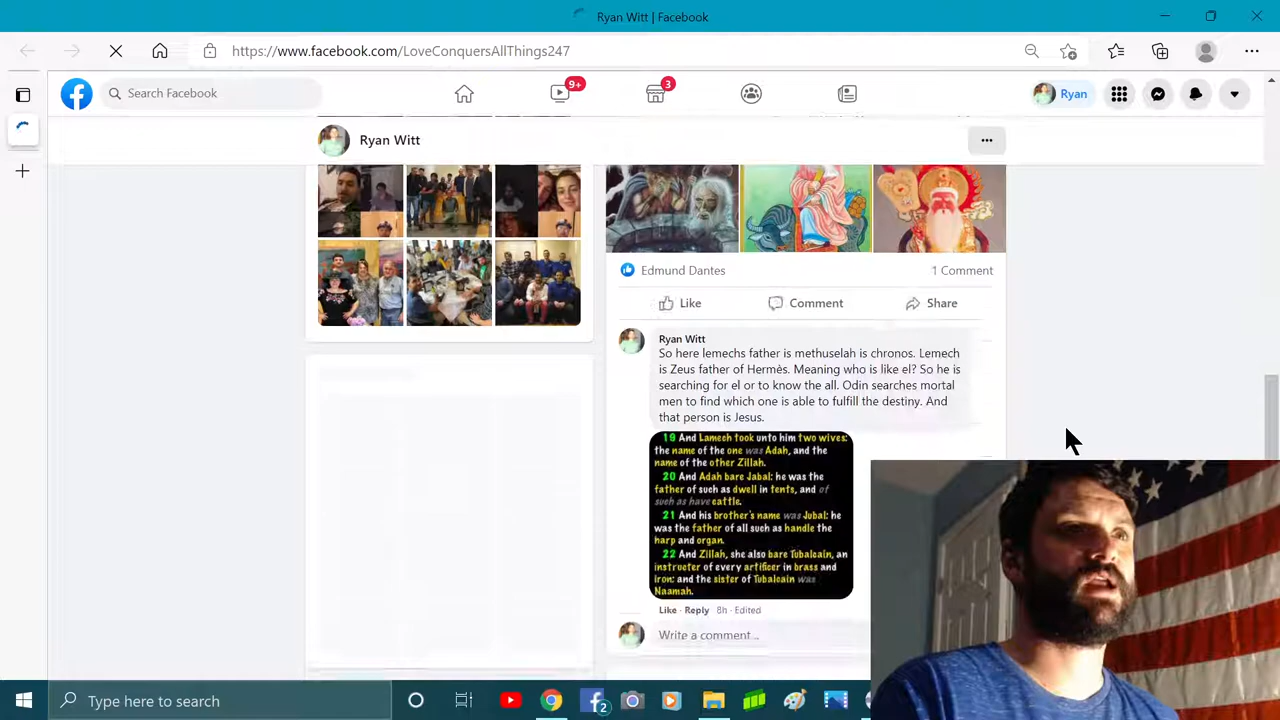 Ryan Witt | Facebook
https://www.facebook.com/LoveConquersAllThings247
Search Facebook
9+
3
Ryan
Ryan Witt
Edmund Dantes
1 Comment
Like
Comment
Share
Ryan Witt
So here lemechs father is methuselah is chronos. Lemech
is Zeus father of Hermès. Meaning who is like el? So he is
searching for el or to know the all. Odin searches mortal
men to find which one is able to fulfill the destiny. And
that person is Jesus.
19 And Lamech took unto him two wives:
the name of the one was Adah, and the
name of the other Zillah.
20 And Adah bare Jabal: he was the
father of such as dwell in tents, and of
such as have cattle.
21 And his brother's name was Jubal: he
was the father of all such as handle the
harp and organ.
22 And Zillah, she also bare Tubalcain, an
instructer of every artificer in brass and
iron: and the sister of Tubalcain was
Naamah.
Like · Reply 8h · Edited
Write a comment...
Type here to search
2